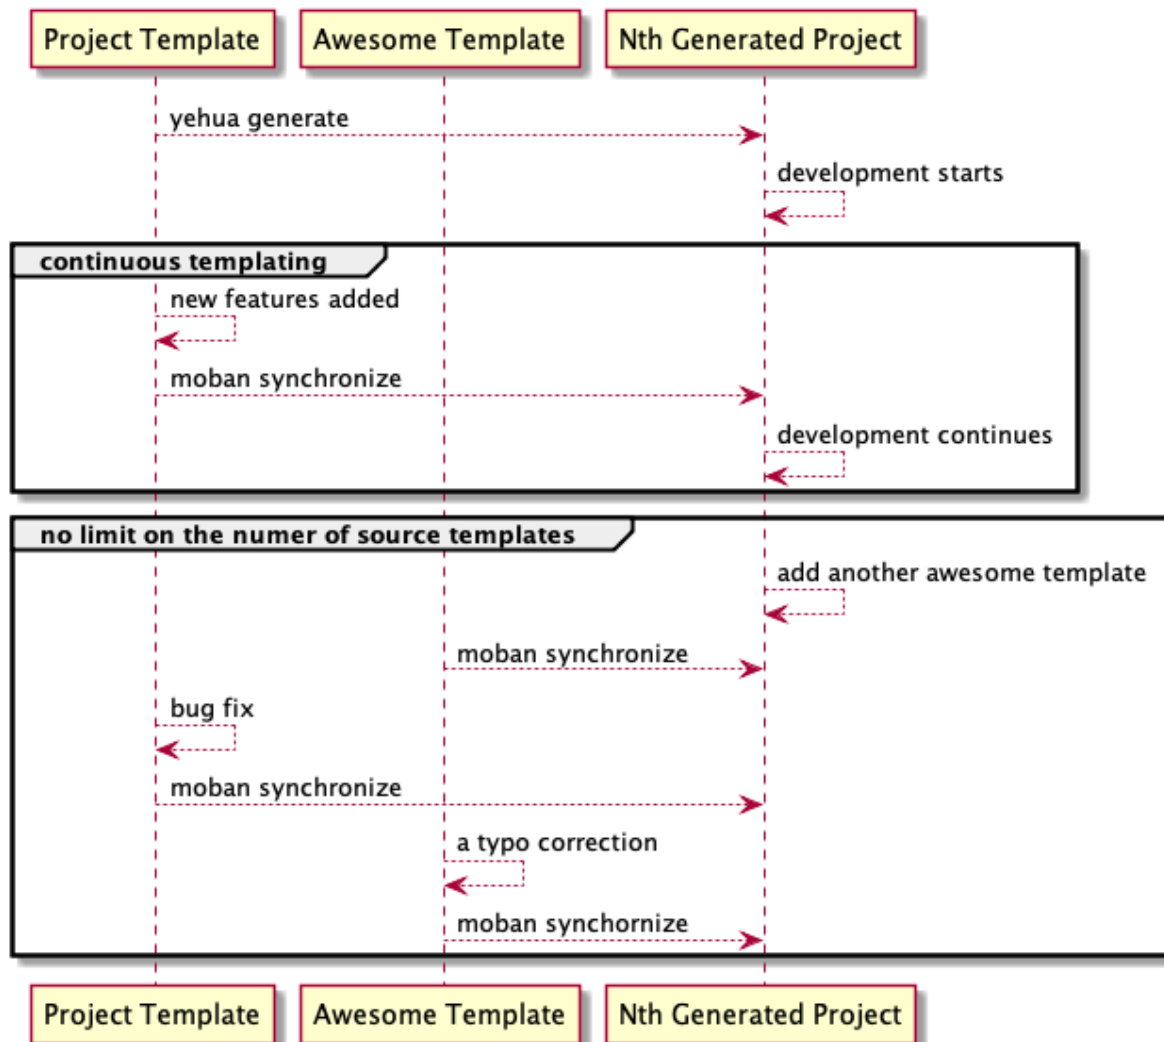 Project Template
Awesome Template
Nth Generated Project
yehua generate
development starts
continuous templating
new features added
moban synchronize
development continues
no limit on the numer of source templates
add another awesome template
moban synchronize
bug fix
moban synchronize
a typo correction
moban synchornize
Project Template
Awesome Template
Nth Generated Project